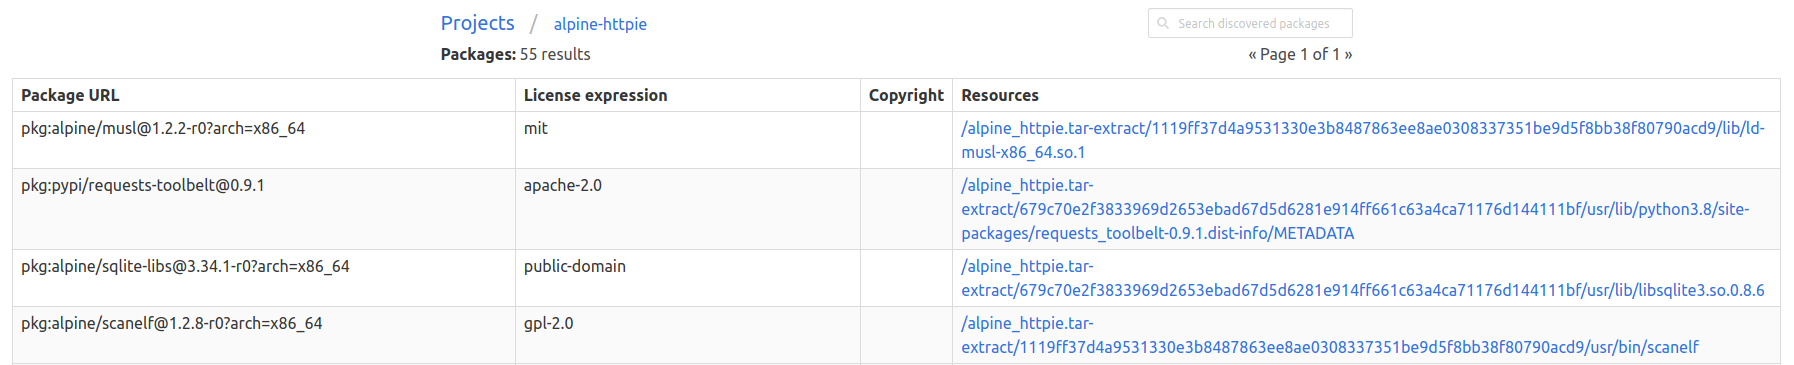 Projects / alpine-httpie
Search discovered packages
Packages: 55 results
« Page 1 of 1 »
Package URL License expression Copyright Resources
pkg:alpine/musl@1.2.2-r0?arch=x86_64 mit /alpine_httpie.tar-extract/1119ff37d4a9531330e3b8487863ee8ae0308337351be9d5f8bb38f80790acd9/lib/ld-
musl-x86_64.so.1
pkg:pypi/requests-toolbelt@0.9.1 apache-2.0 /alpine_httpie.tar-
extract/679c70e2f3833969d2653ebad67d5d6281e914ff661c63a4ca71176d144111bf/usr/lib/python3.8/site-
packages/requests_toolbelt-0.9.1.dist-info/METADATA
pkg:alpine/sqlite-libs@3.34.1-r0?arch=x86_64 public-domain /alpine_httpie.tar-
extract/679c70e2f3833969d2653ebad67d5d6281e914ff661c63a4ca71176d144111bf/usr/lib/libsqlite3.so.0.8.6
pkg:alpine/scanelf@1.2.8-r0?arch=x86_64 gpl-2.0 /alpine_httpie.tar-
extract/1119ff37d4a9531330e3b8487863ee8ae0308337351be9d5f8bb38f80790acd9/usr/bin/scanelf